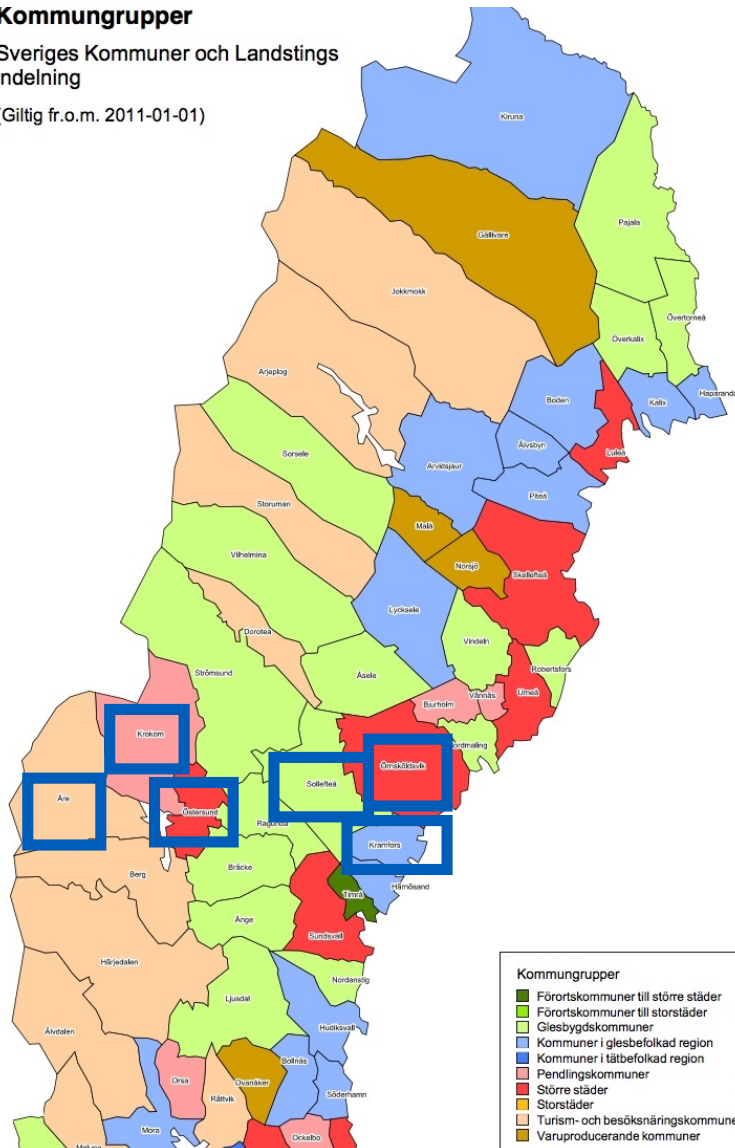 Kommungrupper
Sveriges Kommuner och Landstings
indelning
(Giltig fr.o.m. 2011-01-01)
Kiruna
Pajala
Gällivare
Jokkmokk
Övertorneå
Överkalix
Arjeplog
Boden
Kalix
Haparanda
Älvsbyn
Luleå
Sorsele
Arvidsjaur
Piteå
Storuman
Malå
Vilhelmina
Norsjö
Skellefteå
Lycksele
Dorotea
Vindeln
Strömsund
Åsele
Robertsfors
Bjurholm
Vännäs
Umeå
Krokom
Nordmaling
Örnsköldsvik
Sollefteå
Åre
Östersund
Ragunda
Kramfors
Bräcke
Berg
Timrå
Härnösand
Ånge
Sundsvall
Härjedalen
Nordanstig
Ljusdal
Hudiksvall
Älvdalen
Bollnäs
Orsa
Ovanåker
Rättvik
Söderhamn
Mora
Ockelbo
Kommungrupper
Förortskommuner till större städer
Förortskommuner till storstäder
Glesbygdskommuner
Kommuner i glesbefolkad region
Kommuner i tätbefolkad region
Pendlingskommuner
Större städer
Storstäder
Turism- och besöksnäringskommune
Varuproducerande kommuner